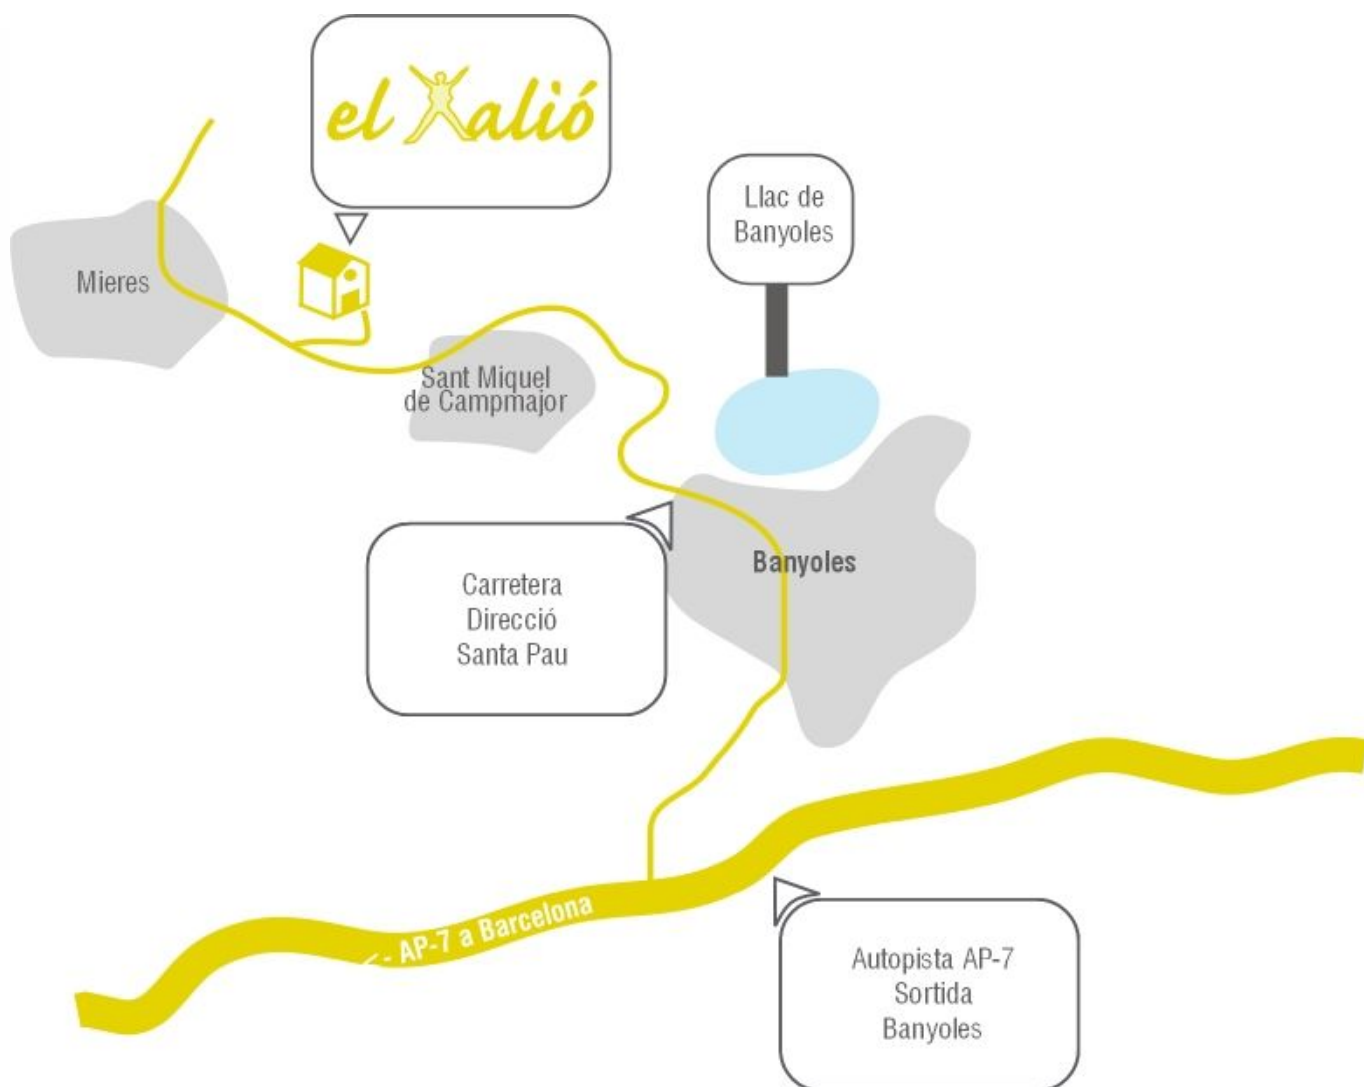 el Xalió
Llac de
Banyoles
Mieres
Sant Miquel
de Campmajor
Banyoles
Carretera
Direcció
Santa Pau
<- AP-7 a Barcelona
Autopista AP-7
Sortida
Banyoles